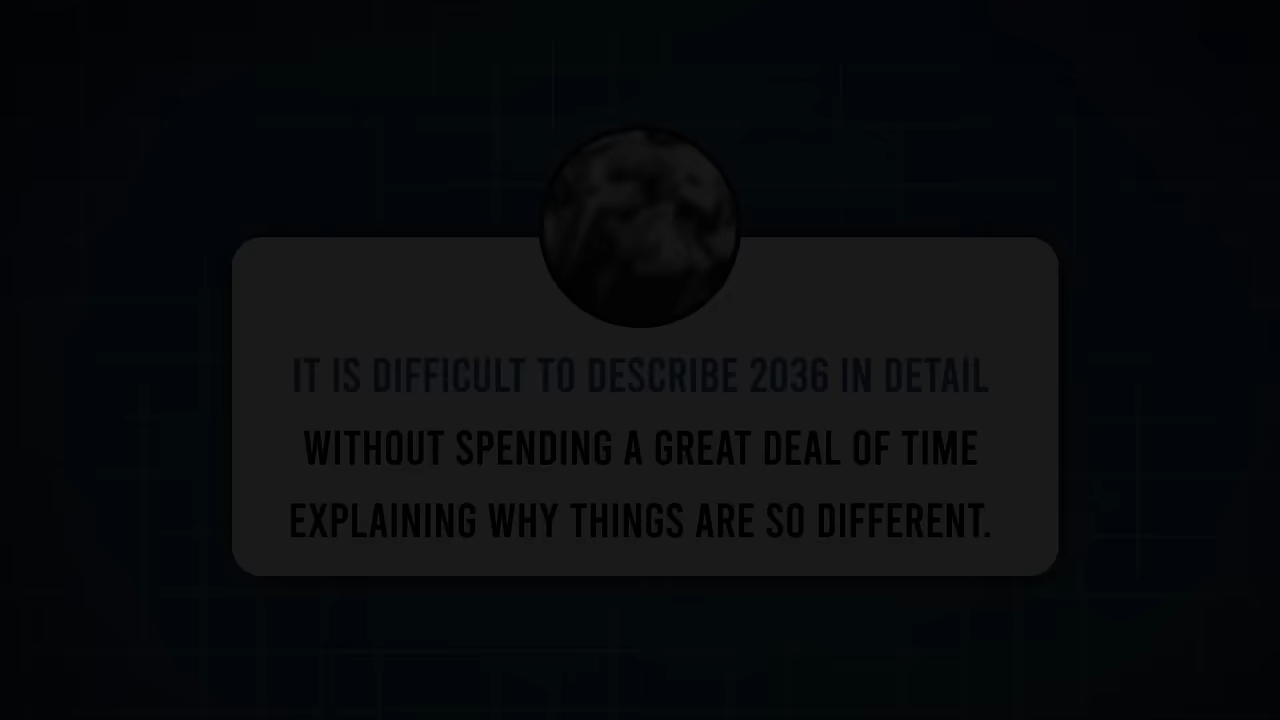 IT IS DIFFICULT TO DESCRIBE 2036 IN DETAIL
WITHOUT SPENDING A GREAT DEAL OF TIME
EXPLAINING WHY THINGS ARE SO DIFFERENT.